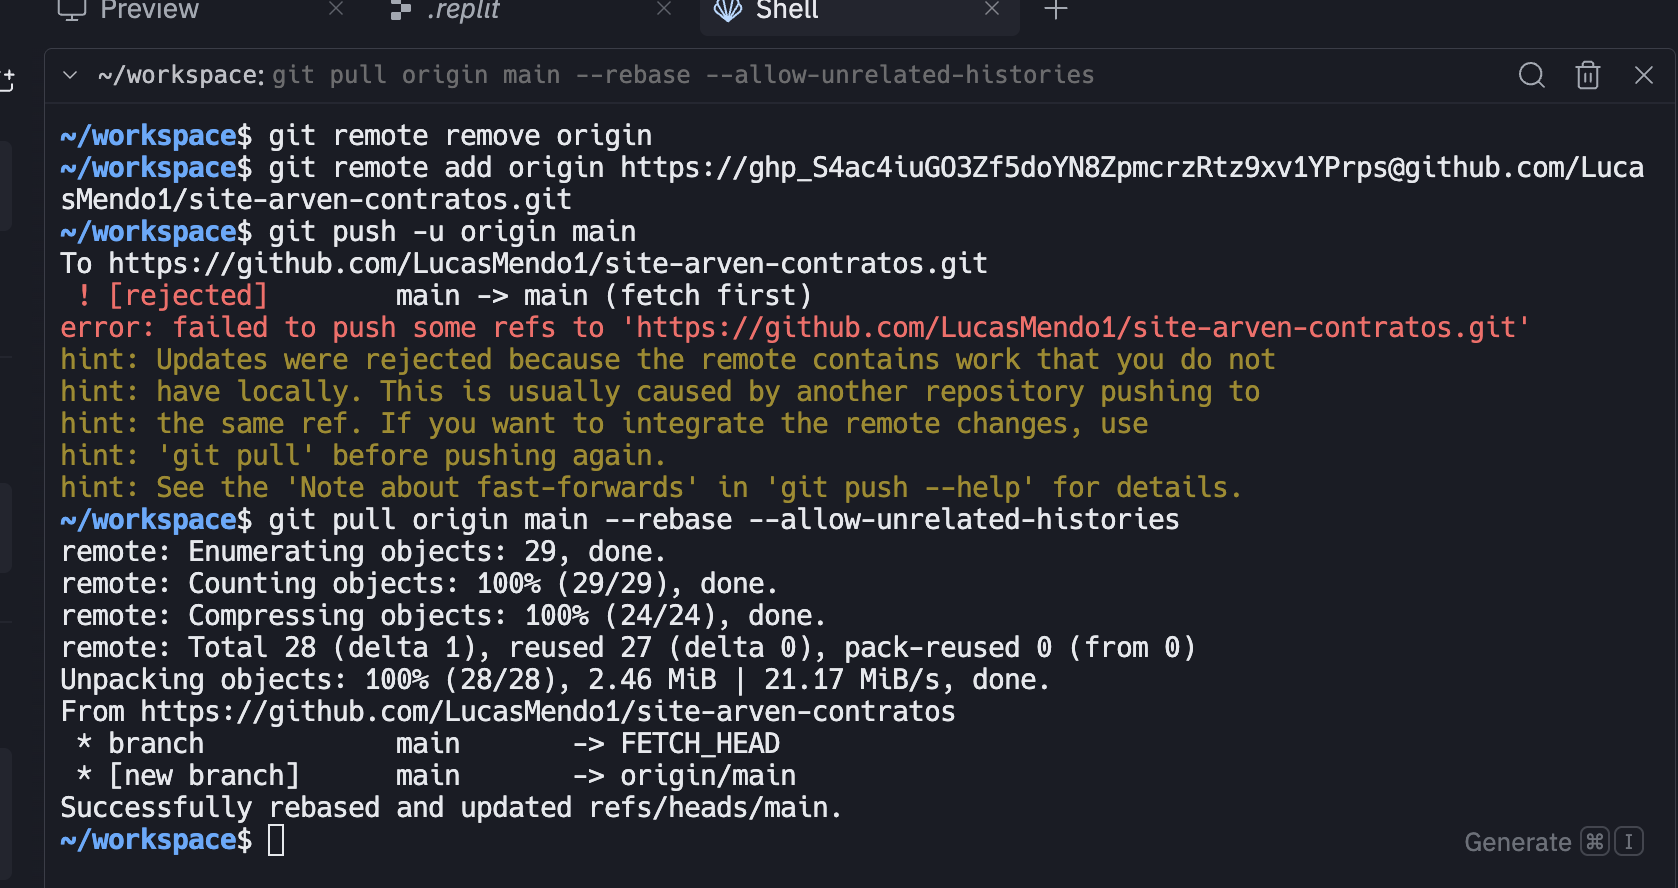 Preview
.replit
Shell
~/workspace: git pull origin main --rebase --allow-unrelated-histories
~/workspace$ git remote remove origin
~/workspace$ git remote add origin https://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@github.com/Luca
sMendo1/site-arven-contratos.git
~/workspace$ git push -u origin main
To https://github.com/LucasMendo1/site-arven-contratos.git
! [rejected] main -> main (fetch first)
error: failed to push some refs to 'https://github.com/LucasMendo1/site-arven-contratos.git'
hint: Updates were rejected because the remote contains work that you do not
hint: have locally. This is usually caused by another repository pushing to
hint: the same ref. If you want to integrate the remote changes, use
hint: 'git pull' before pushing again.
hint: See the 'Note about fast-forwards' in 'git push --help' for details.
~/workspace$ git pull origin main --rebase --allow-unrelated-histories
remote: Enumerating objects: 29, done.
remote: Counting objects: 100% (29/29), done.
remote: Compressing objects: 100% (24/24), done.
remote: Total 28 (delta 1), reused 27 (delta 0), pack-reused 0 (from 0)
Unpacking objects: 100% (28/28), 2.46 MiB | 21.17 MiB/s, done.
From https://github.com/LucasMendo1/site-arven-contratos
* branch main -> FETCH_HEAD
* [new branch] main -> origin/main
Successfully rebased and updated refs/heads/main.
~/workspace$
Generate ⌘ I